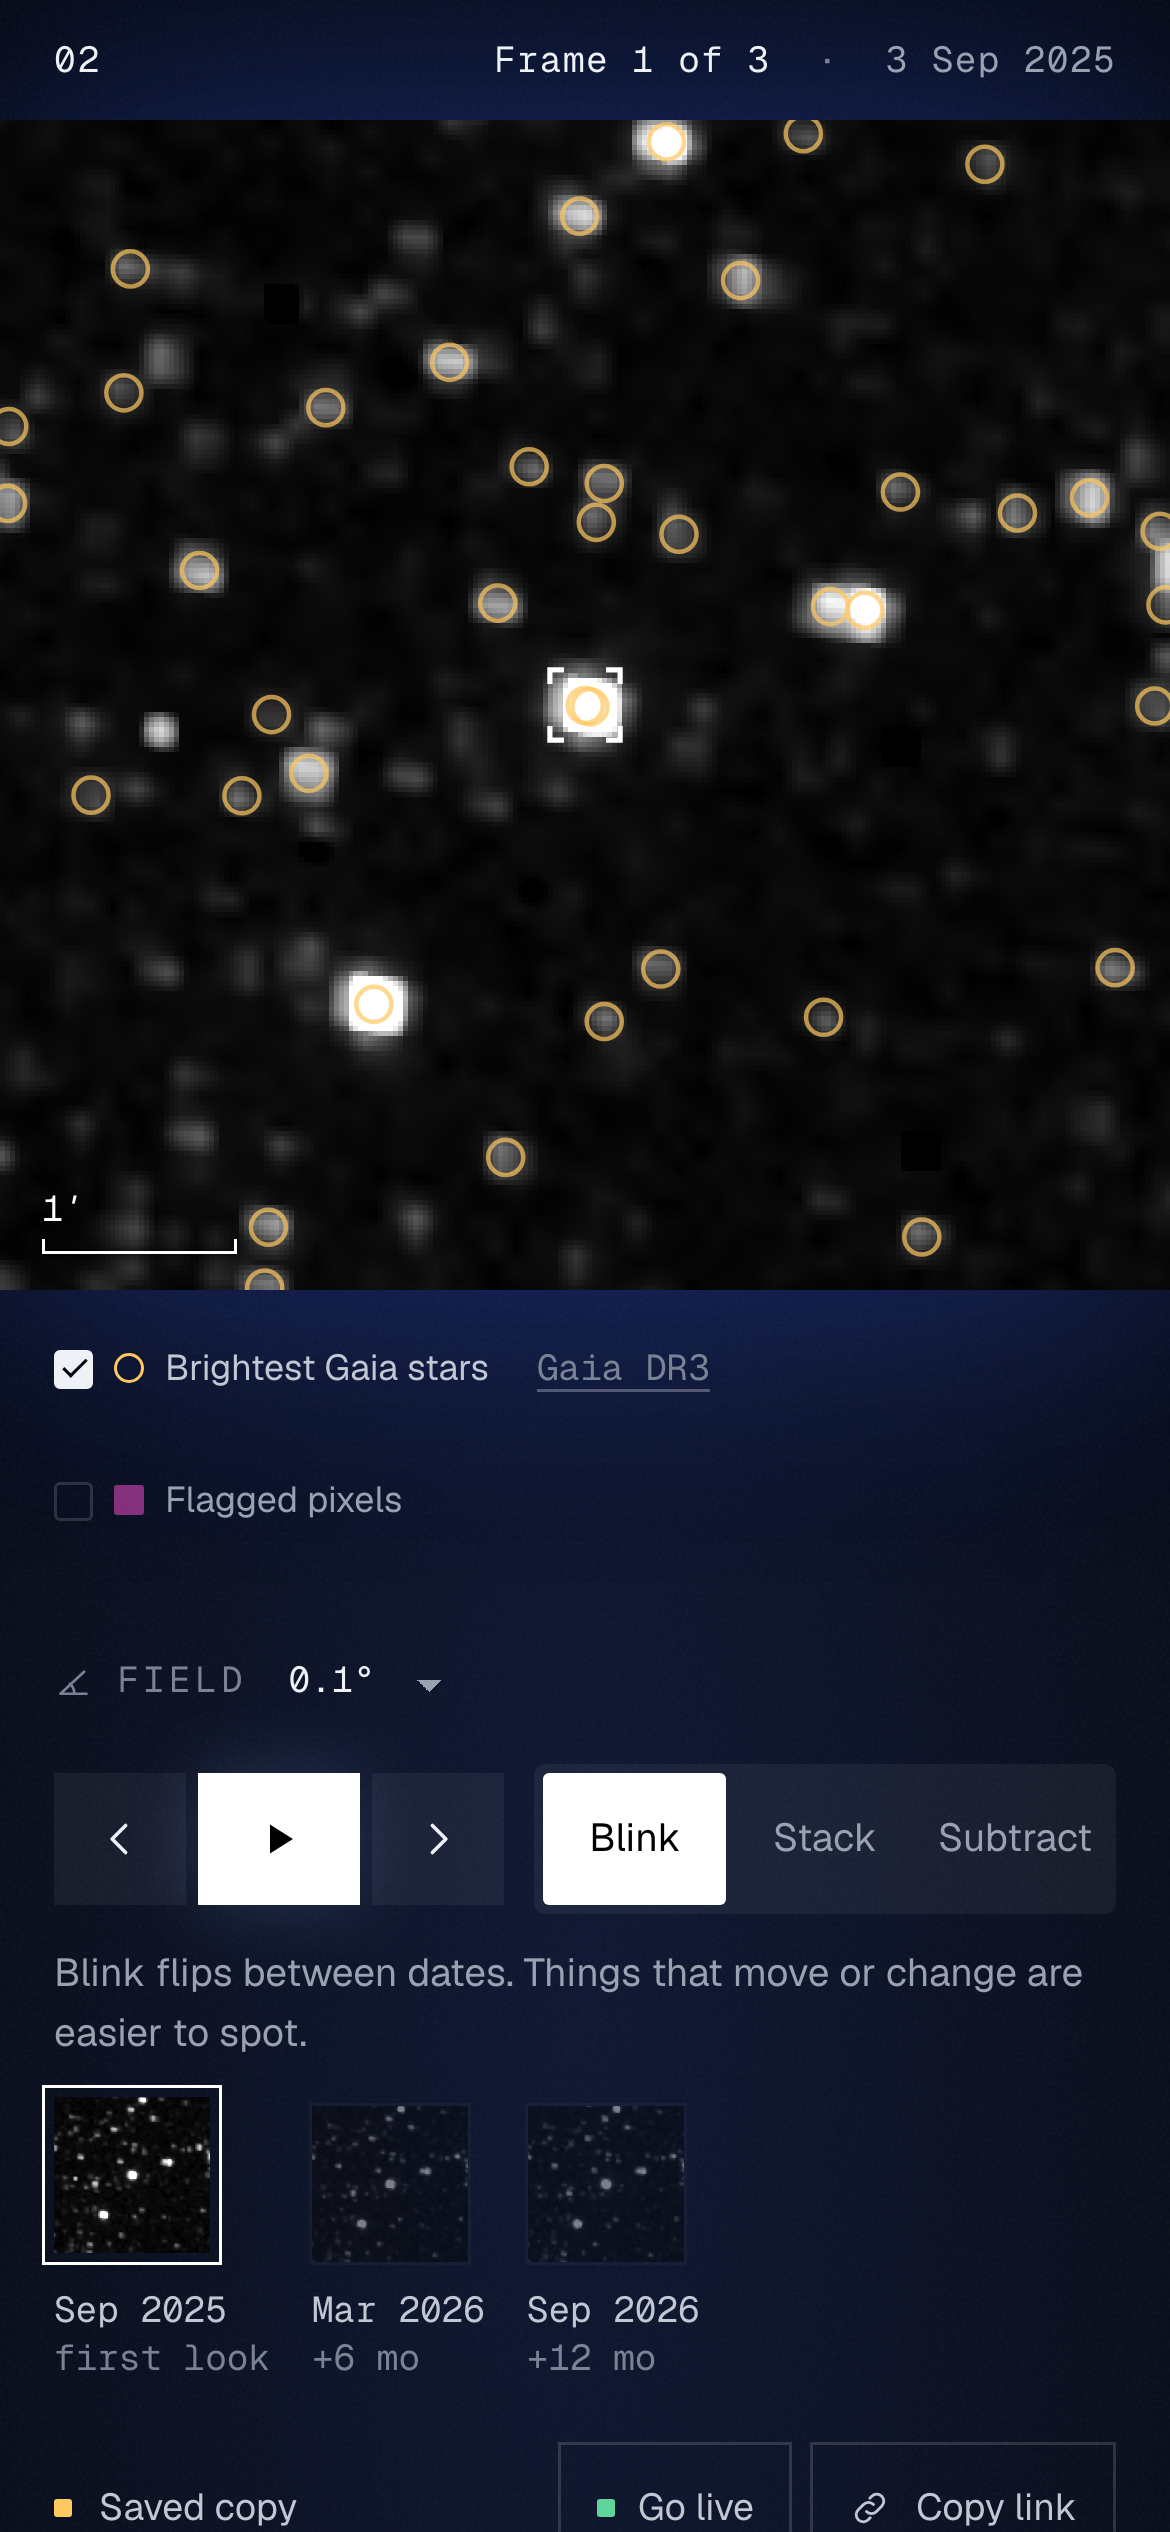 02 Frame 1 of 3 · 3 Sep 2025
1′
Brightest Gaia stars Gaia DR3
Flagged pixels
FIELD 0.1°
Blink Stack Subtract
Blink flips between dates. Things that move or change are
easier to spot.
Sep 2025 Mar 2026 Sep 2026
first look +6 mo +12 mo
Saved copy Go live Copy link